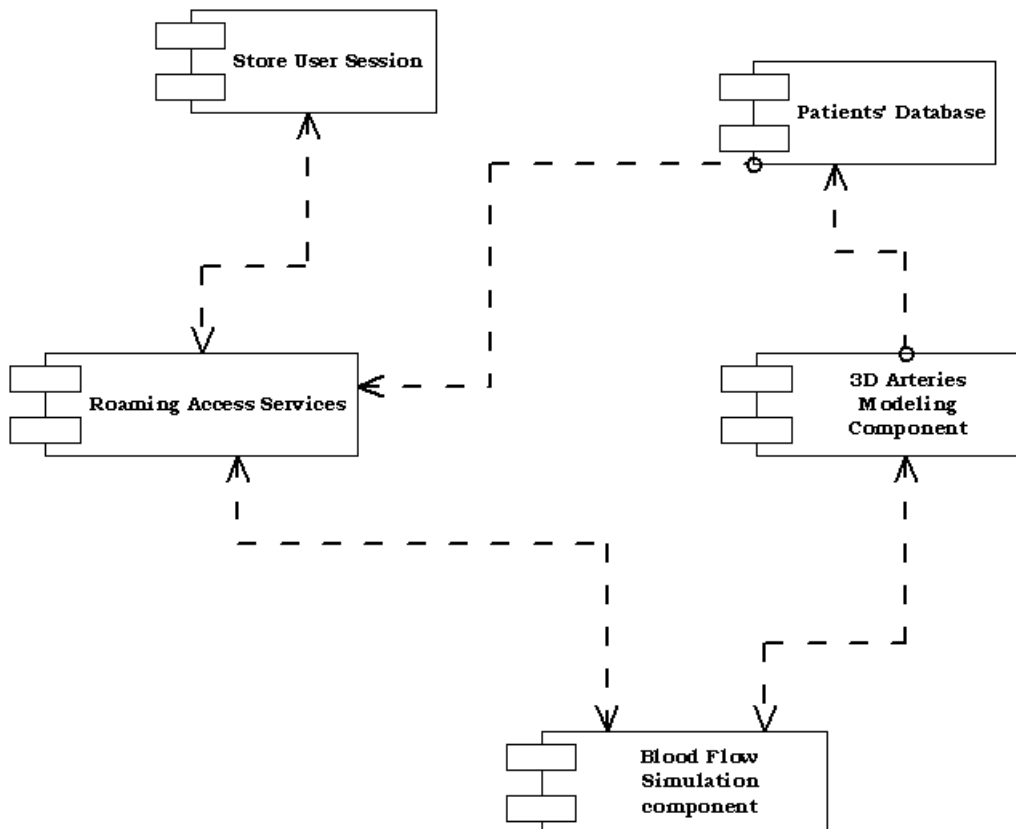 Store User Session
Patients' Database
Roaming Access Services
3D Arteries
Modeling
Component
Blood Flow
Simulation
component